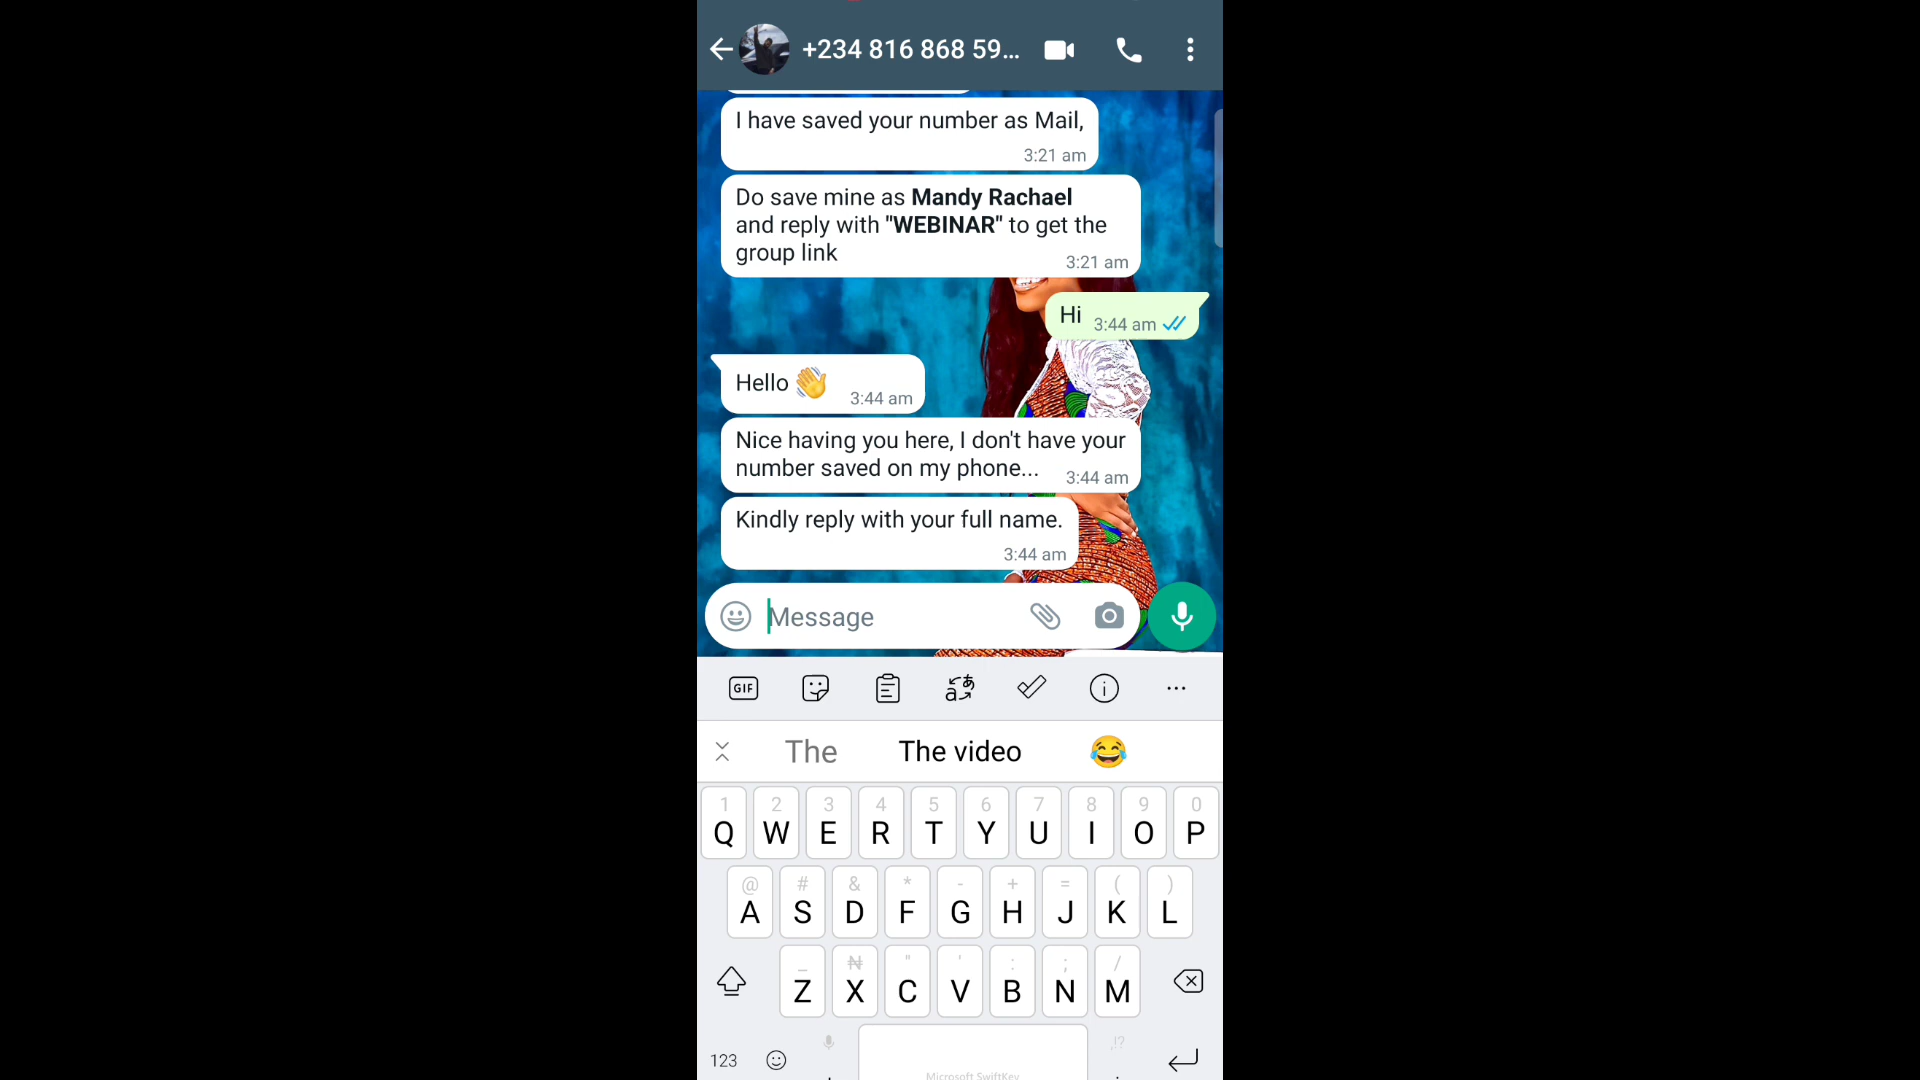 +234 816 868 59...
I have saved your number as Mail,
3:21 am
Do save mine as Mandy Rachael
and reply with "WEBINAR" to get the
group link
3:21 am
Hi 3:44 am
Hello 👋 3:44 am
Nice having you here, I don't have your
number saved on my phone... 3:44 am
Kindly reply with your full name.
3:44 am
Message
GIF
The The video 😂
1 2 3 4 5 6 7 8 9 0
Q W E R T Y U I O P
@ # & * - + = ( )
A S D F G H J K L
_ ₦ " ' : ; /
Z X C V B N M
,!?
123
Microsoft SwiftKey